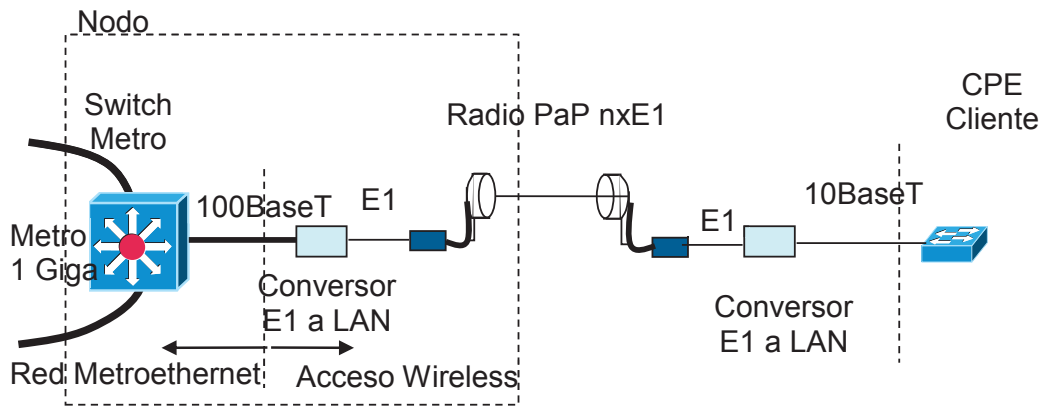 Nodo
Switch
Metro
Radio PaP nxE1
CPE
Cliente
100BaseT
E1
E1
10BaseT
Metro
1 Giga
Conversor
E1 a LAN
Conversor
E1 a LAN
Red Metroethernet
Acceso Wireless